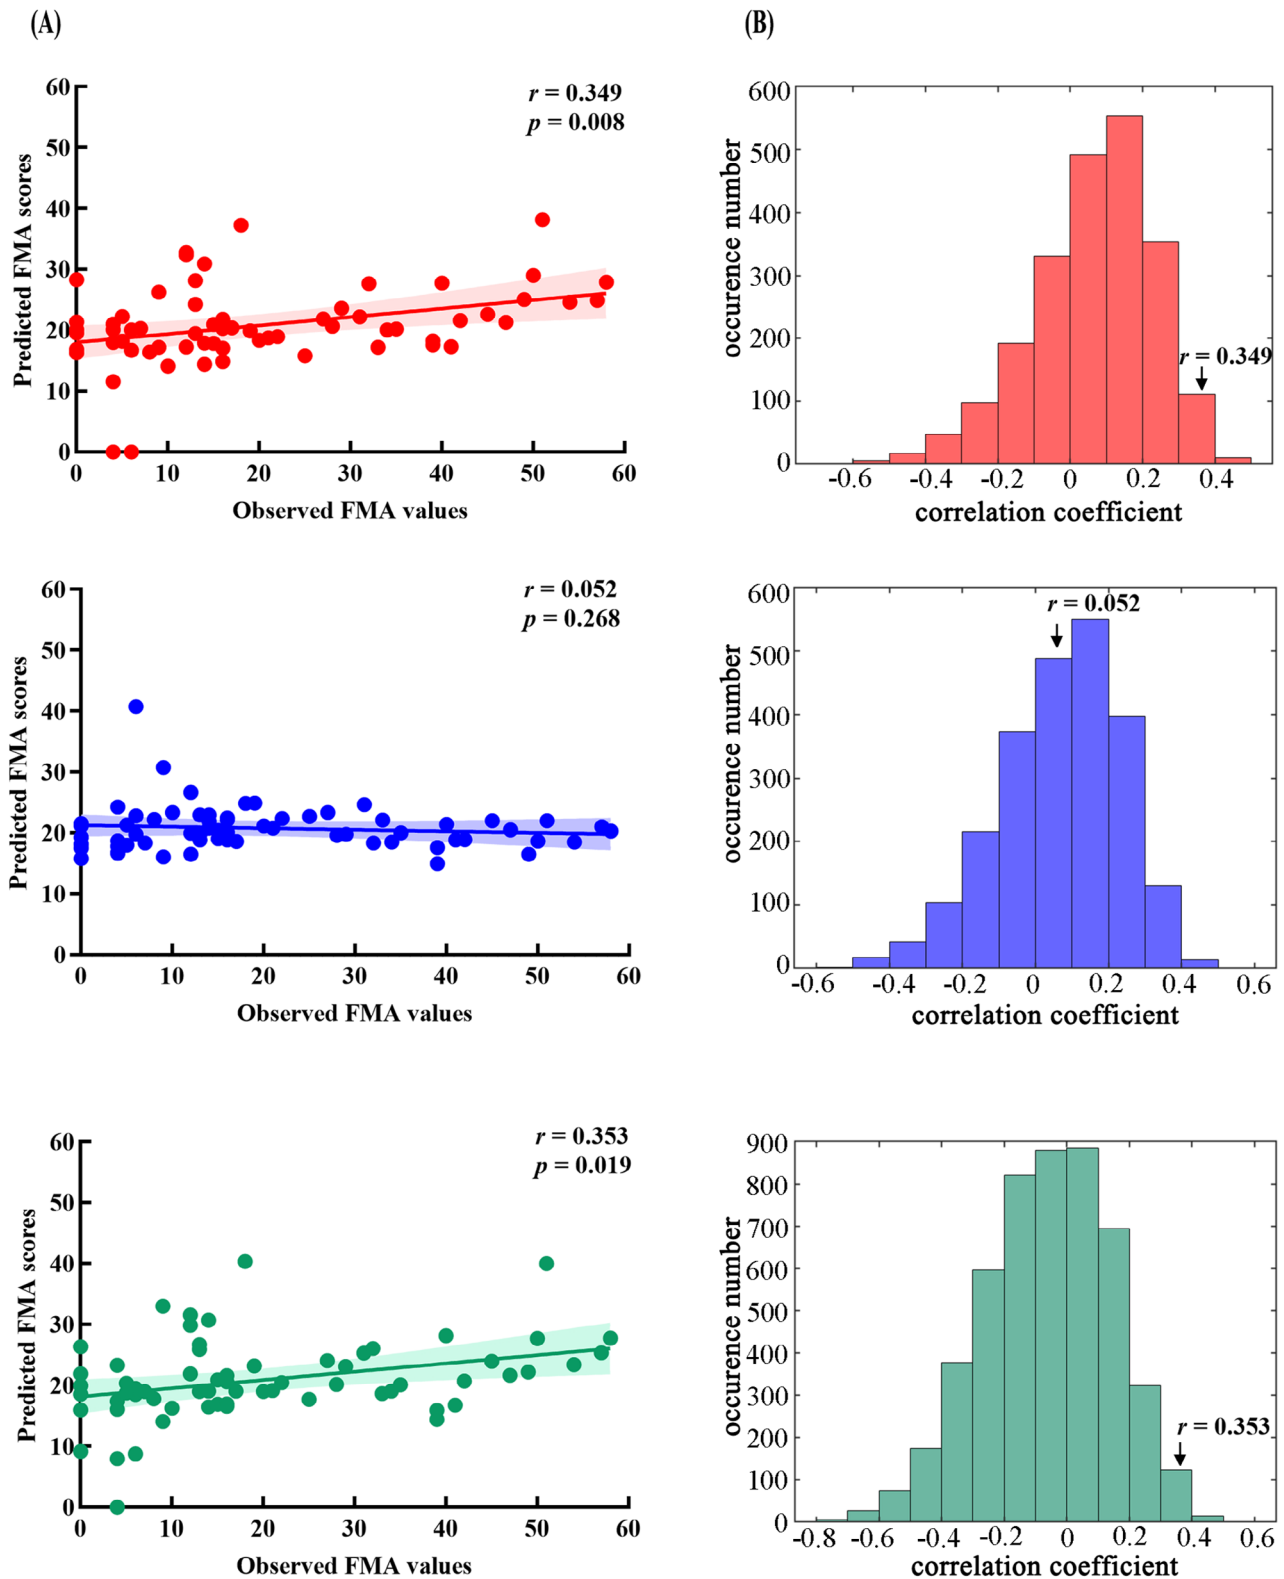 (A)
(B)
r = 0.349
p = 0.008
60
50
40
30
20
10
0
Predicted FMA scores
0 10 20 30 40 50 60
Observed FMA values
600
500
400
300
200
100
0
occurence number
r = 0.349
-0.6 -0.4 -0.2 0 0.2 0.4
correlation coefficient
r = 0.052
p = 0.268
60
50
40
30
20
10
0
Predicted FMA scores
0 10 20 30 40 50 60
Observed FMA values
600
500
400
300
200
100
0
occurence number
r = 0.052
-0.6 -0.4 -0.2 0 0.2 0.4 0.6
correlation coefficient
r = 0.353
p = 0.019
60
50
40
30
20
10
0
Predicted FMA scores
0 10 20 30 40 50 60
Observed FMA values
900
800
700
600
500
400
300
200
100
0
occurence number
r = 0.353
-0.8 -0.6 -0.4 -0.2 0 0.2 0.4 0.6
correlation coefficient